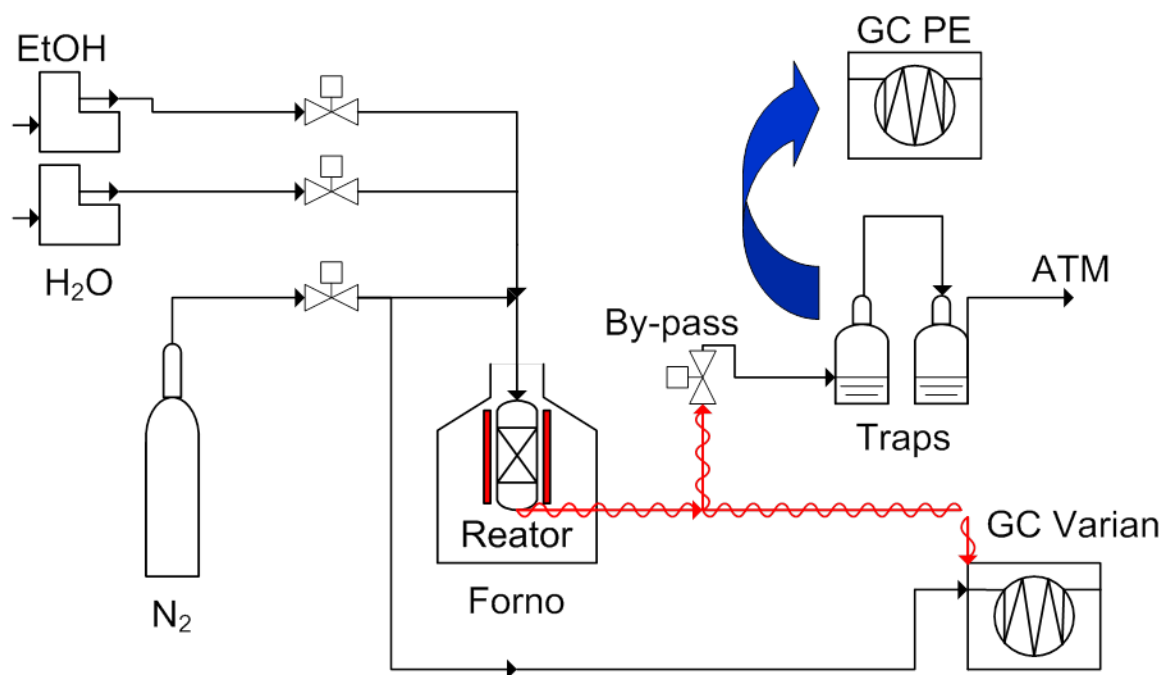 EtOH
GC PE
H₂O
ATM
By-pass
Traps
Reator
GC Varian
Forno
N₂